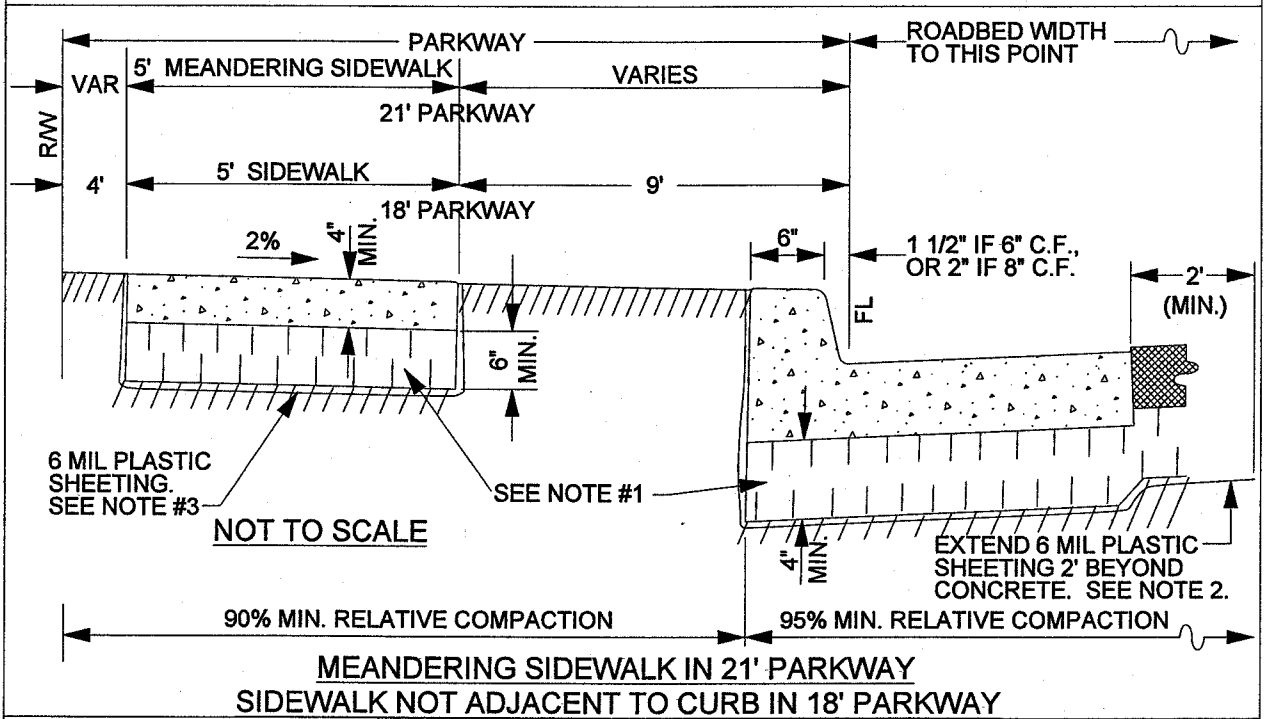 PARKWAY
ROADBED WIDTH
TO THIS POINT
VAR
5' MEANDERING SIDEWALK
VARIES
21' PARKWAY
R/W
4'
5' SIDEWALK
9'
18' PARKWAY
2%
4"
MIN.
6"
1 1/2" IF 6" C.F.,
OR 2" IF 8" C.F.
2'
(MIN.)
FL
6"
MIN.
6 MIL PLASTIC
SHEETING.
SEE NOTE #3
SEE NOTE #1
NOT TO SCALE
4"
MIN.
EXTEND 6 MIL PLASTIC
SHEETING 2' BEYOND
CONCRETE. SEE NOTE 2.
90% MIN. RELATIVE COMPACTION
95% MIN. RELATIVE COMPACTION
MEANDERING SIDEWALK IN 21' PARKWAY
SIDEWALK NOT ADJACENT TO CURB IN 18' PARKWAY